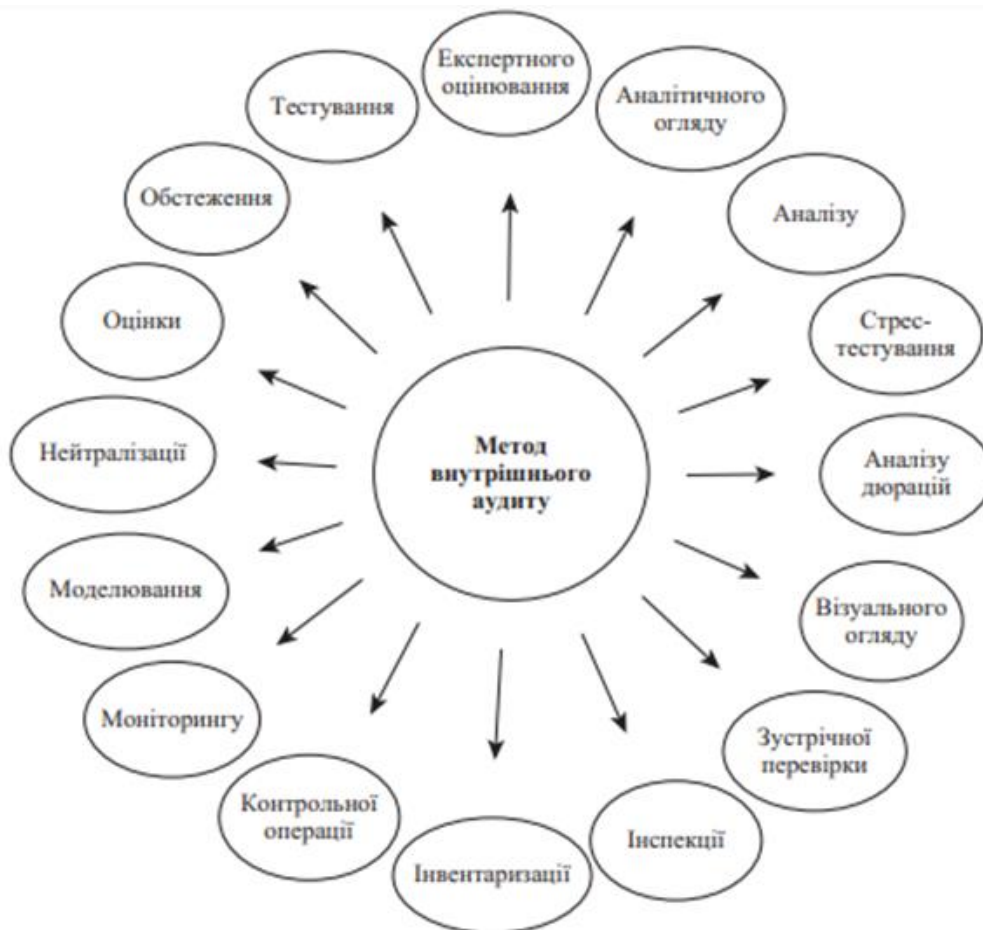 Метод
внутрішнього
аудиту
Експертного
оцінювання
Аналітичного
огляду
Аналізу
Стрес-
тестування
Аналізу
дюрацій
Візуального
огляду
Зустрічної
перевірки
Інспекції
Інвентаризації
Контрольної
операції
Моніторингу
Моделювання
Нейтралізації
Оцінки
Обстеження
Тестування